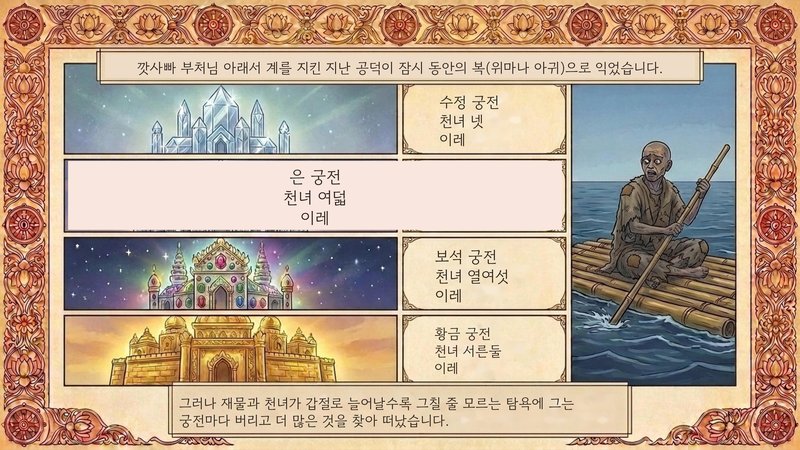 깟사빠 부처님 아래서 계를 지킨 지난 공덕이 잠시 동안의 복(위마나 아귀)으로 익었습니다.
수정 궁전
천녀 넷
이레
은 궁전
천녀 여덟
이레
보석 궁전
천녀 열여섯
이레
황금 궁전
천녀 서른둘
이레
그러나 재물과 천녀가 갑절로 늘어날수록 그칠 줄 모르는 탐욕에 그는
궁전마다 버리고 더 많은 것을 찾아 떠났습니다.